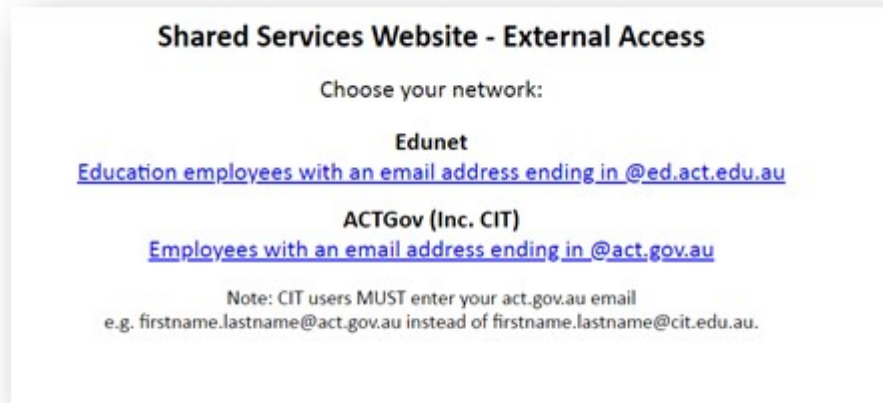 Shared Services Website - External Access
Choose your network:
Edunet
Education employees with an email address ending in @ed.act.edu.au
ACTGov (Inc. CIT)
Employees with an email address ending in @act.gov.au
Note: CIT users MUST enter your act.gov.au email
e.g. firstname.lastname@act.gov.au instead of firstname.lastname@cit.edu.au.